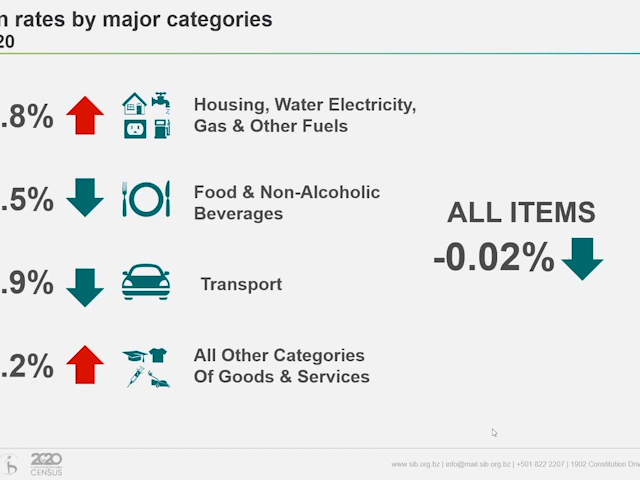 n rates by major categories
20
.8%
Housing, Water Electricity,
Gas & Other Fuels
.5%
Food & Non-Alcoholic
Beverages
ALL ITEMS
-0.02%
.9%
Transport
.2%
All Other Categories
Of Goods & Services
2020
CENSUS
www.sib.org.bz | info@mail.sib.org.bz | +501 822 2207 | 1902 Constitution Driv